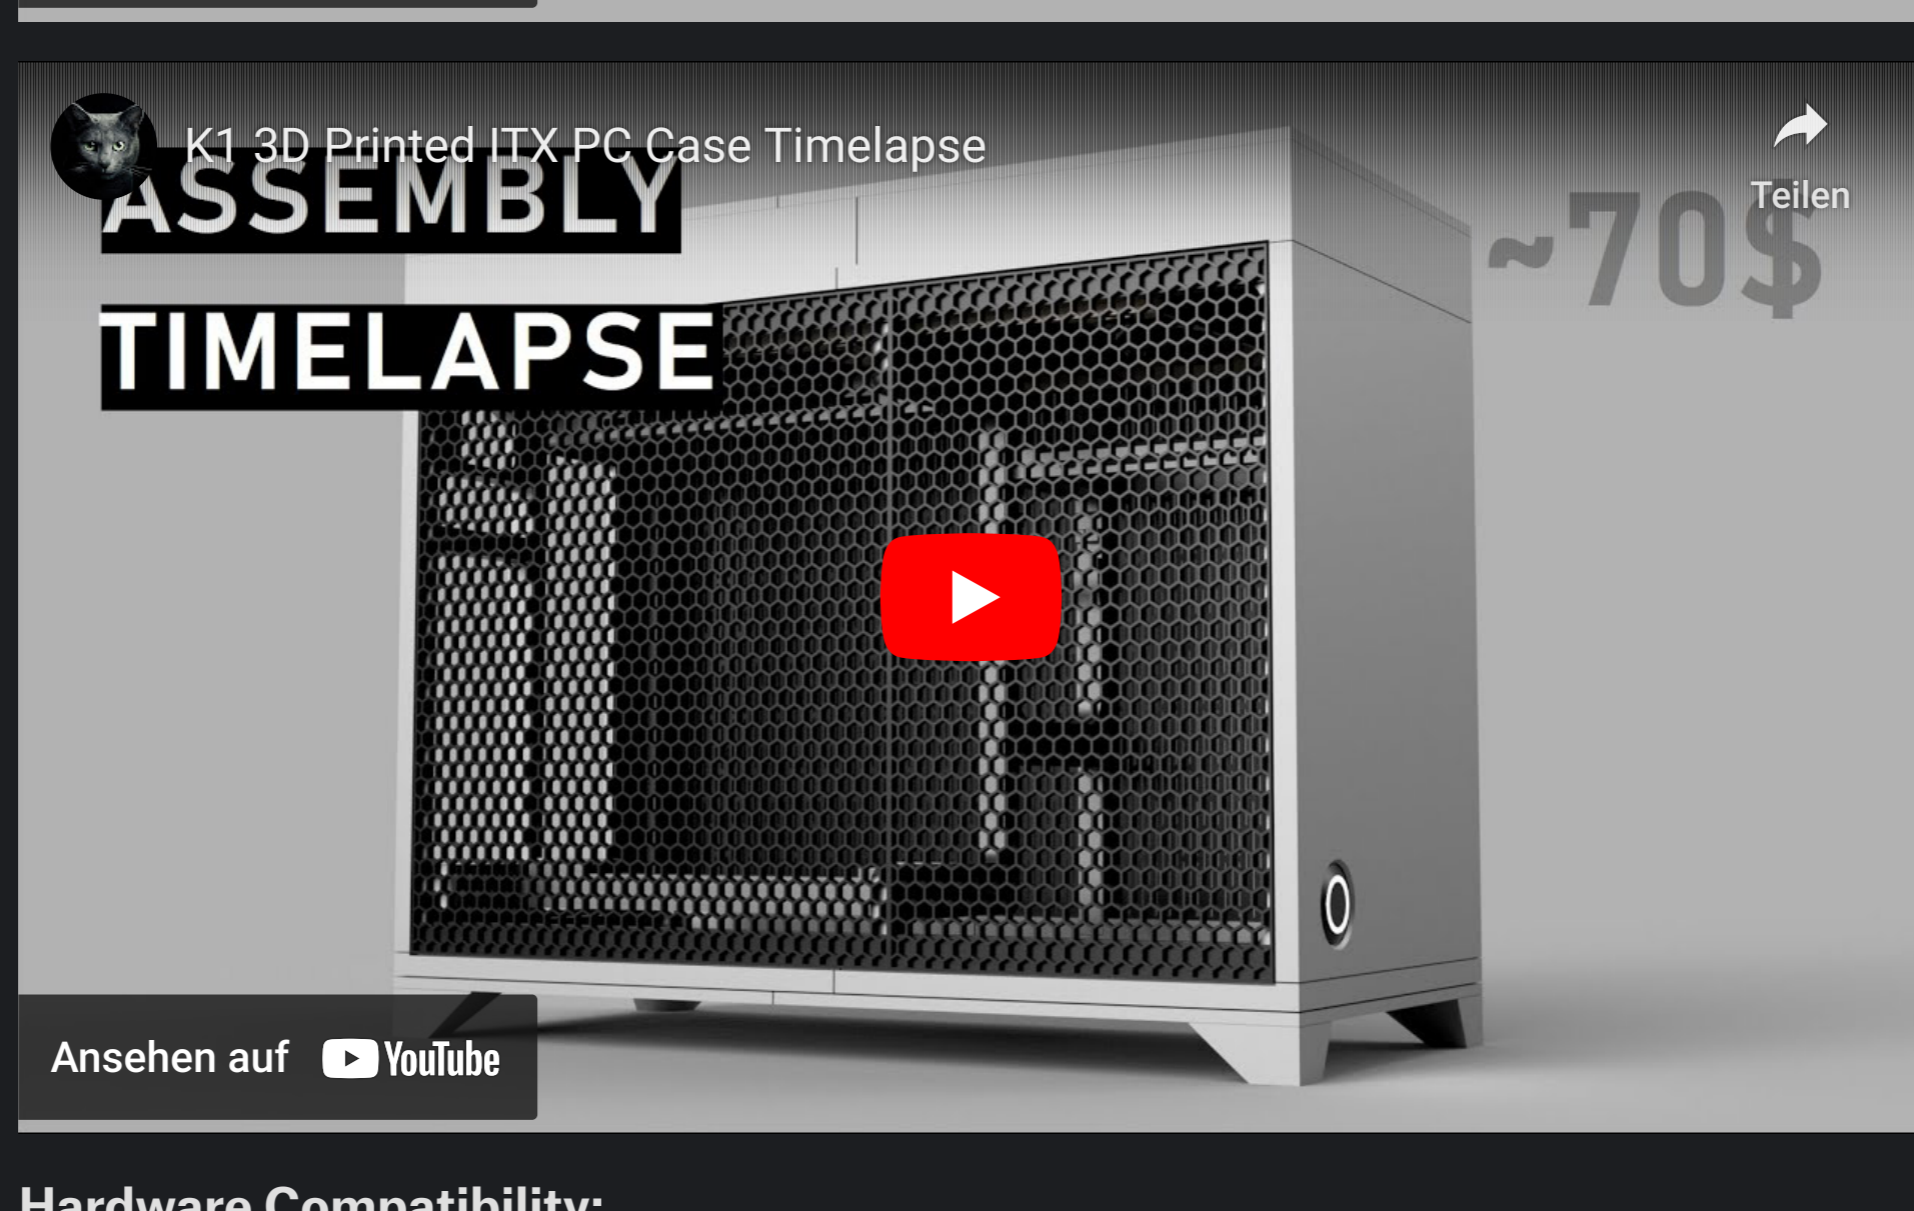 K1 3D Printed ITX PC Case Timelapse
Teilen
ASSEMBLY
~70$
TIMELAPSE
Ansehen auf YouTube
Hardware Compatibility: